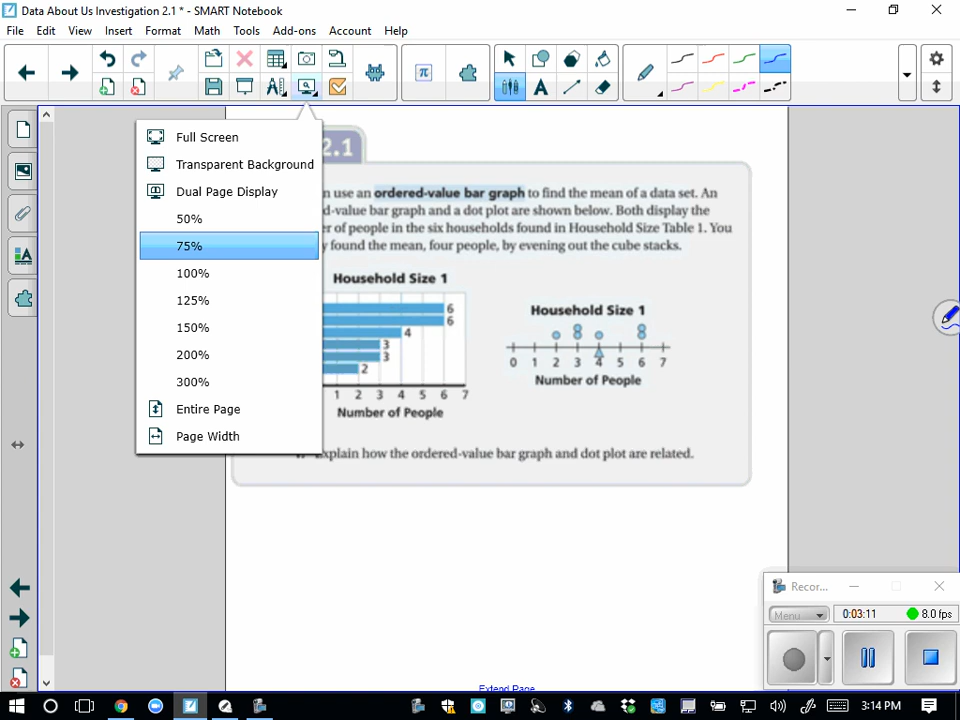 Data About Us Investigation 2.1 * - SMART Notebook
File Edit View Insert Format Math Tools Add-ons Account Help
π
A
A
Full Screen
Transparent Background
Dual Page Display
50%
75%
100%
125%
150%
200%
300%
Entire Page
Page Width
2.1
n use an ordered-value bar graph to find the mean of a data set. An
d-value bar graph and a dot plot are shown below. Both display the
er of people in the six households found in Household Size Table 1. You
y found the mean, four people, by evening out the cube stacks.
Household Size 1
6
6
4
3
3
2
1 2 3 4 5 6 7
Number of People
Household Size 1
0 1 2 3 4 5 6 7
Number of People
Explain how the ordered-value bar graph and dot plot are related.
Extend Page
Recor...
Menu
0:03:11
8.0 fps
3:14 PM